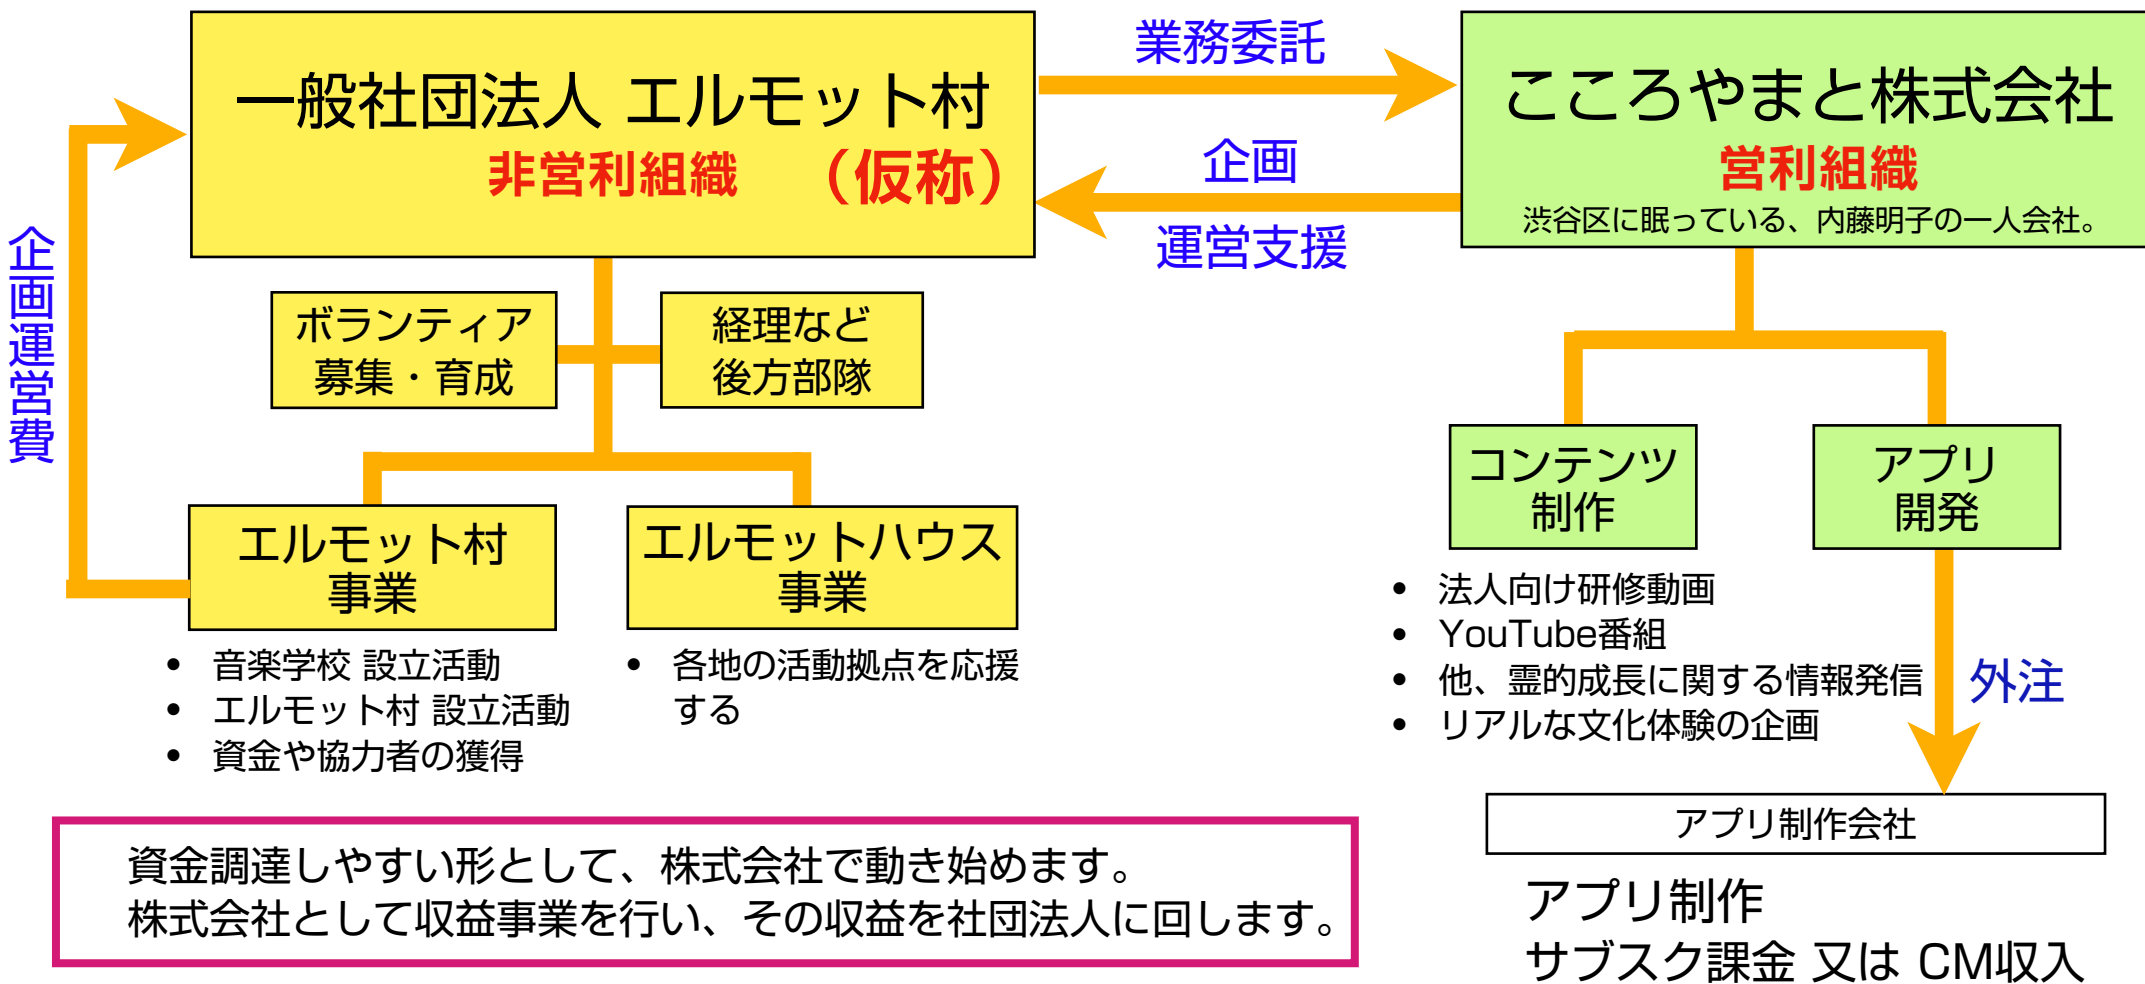 一般社団法人 エルモット村
非営利組織 （仮称）
業務委託
企画
運営支援
こころやまと株式会社
営利組織
渋谷区に眠っている、内藤明子の一人会社。
企画運営費
ボランティア
募集・育成
経理など
後方部隊
エルモット村
事業
エルモットハウス
事業
• 音楽学校 設立活動
• エルモット村 設立活動
• 資金や協力者の獲得
• 各地の活動拠点を応援
する
コンテンツ
制作
アプリ
開発
• 法人向け研修動画
• YouTube番組
• 他、霊的成長に関する情報発信
• リアルな文化体験の企画
外注
アプリ制作会社
アプリ制作
サブスク課金 又は CM収入
資金調達しやすい形として、株式会社で動き始めます。
株式会社として収益事業を行い、その収益を社団法人に回します。